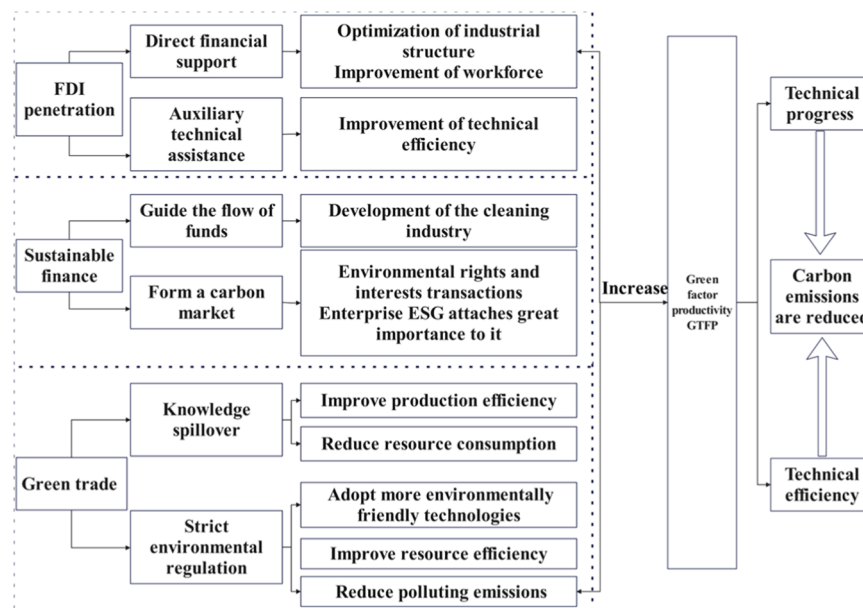 FDI
penetration
Direct financial
support
Optimization of industrial
structure
Improvement of workforce
Auxiliary
technical
assistance
Improvement of technical
efficiency
Sustainable
finance
Guide the flow of
funds
Development of the cleaning
industry
Form a carbon
market
Environmental rights and
interests transactions
Enterprise ESG attaches great
importance to it
Green trade
Knowledge
spillover
Improve production efficiency
Reduce resource consumption
Strict
environmental
regulation
Adopt more environmentally
friendly technologies
Improve resource efficiency
Reduce polluting emissions
Increase
Green
factor
productivity
GTFP
Technical
progress
Carbon
emissions
are reduced
Technical
efficiency